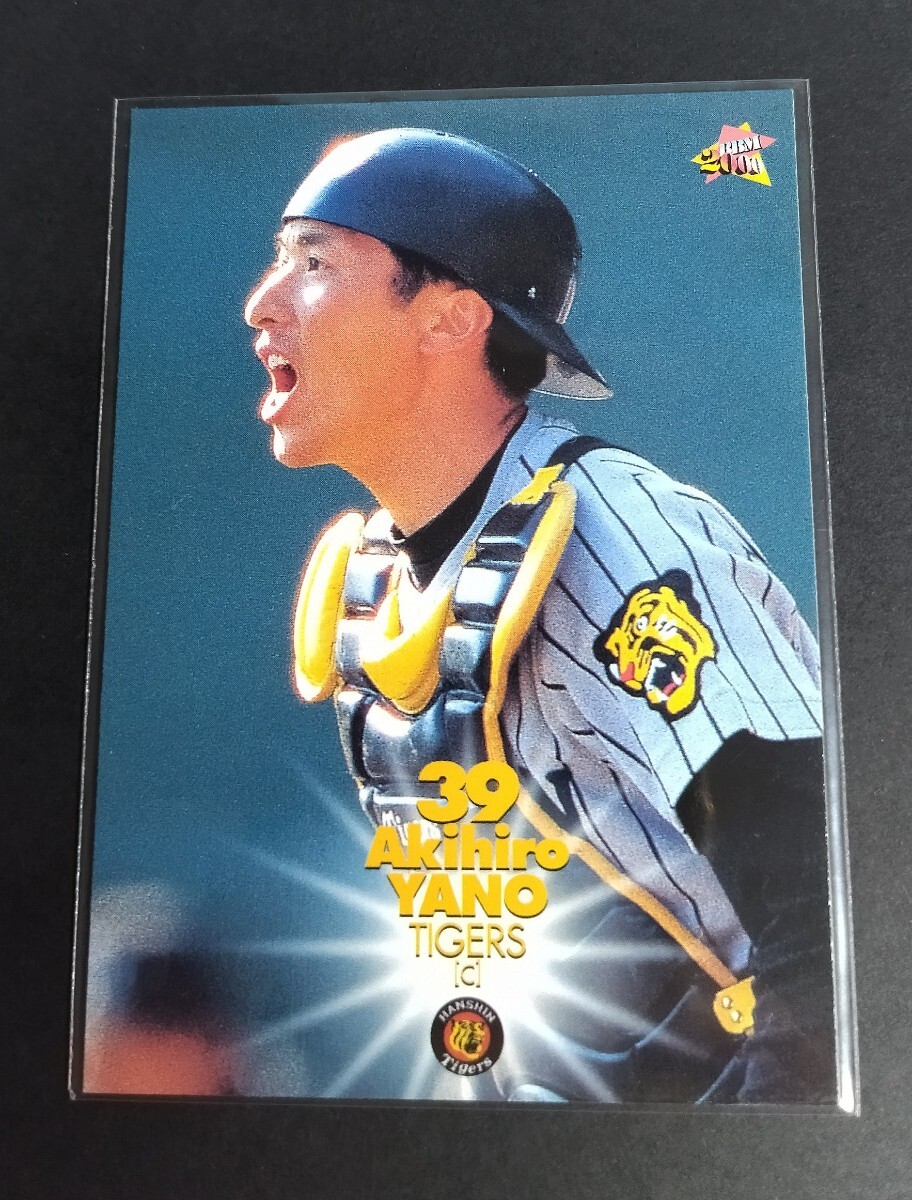 BBM
2000
39
Akihiro
YANO
TIGERS
[C]
HANSHIN
Tigers